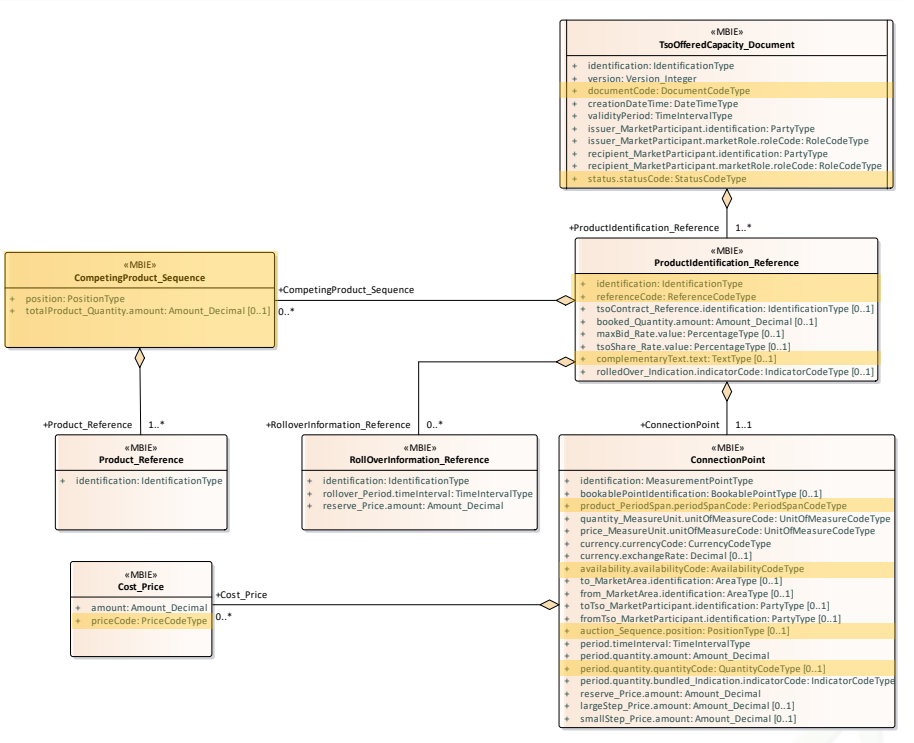 «MBIE»
TsoOfferedCapacity_Document
+ identification: IdentificationType
+ version: Version_Integer
+ documentCode: DocumentCodeType
+ creationDateTime: DateTimeType
+ validityPeriod: TimeIntervalType
+ issuer_MarketParticipant.identification: PartyType
+ issuer_MarketParticipant.marketRole.roleCode: RoleCodeType
+ recipient_MarketParticipant.identification: PartyType
+ recipient_MarketParticipant.marketRole.roleCode: RoleCodeType
+ status.statusCode: StatusCodeType
+ProductIdentification_Reference 1..*
«MBIE»
ProductIdentification_Reference
+ identification: IdentificationType
+ referenceCode: ReferenceCodeType
+ tsoContract_Reference.identification: IdentificationType [0..1]
+ booked_Quantity.amount: Amount_Decimal [0..1]
+ maxBid_Rate.value: PercentageType [0..1]
+ tsoShare_Rate.value: PercentageType [0..1]
+ complementaryText.text: TextType [0..1]
+ rolledOver_Indication.indicatorCode: IndicatorCodeType [0..1]
«MBIE»
CompetingProduct_Sequence
+ position: PositionType
+ totalProduct_Quantity.amount: Amount_Decimal [0..1]
+CompetingProduct_Sequence
0..*
+Product_Reference 1..*
+RolloverInformation_Reference 0..*
+ConnectionPoint 1..1
«MBIE»
Product_Reference
+ identification: IdentificationType
«MBIE»
RollOverInformation_Reference
+ identification: IdentificationType
+ rollover_Period.timeInterval: TimeIntervalType
+ reserve_Price.amount: Amount_Decimal
«MBIE»
ConnectionPoint
+ identification: MeasurementPointType
+ bookablePointIdentification: BookablePointType [0..1]
+ product_PeriodSpan.periodSpanCode: PeriodSpanCodeType
+ quantity_MeasureUnit.unitOfMeasureCode: UnitOfMeasureCodeType
+ price_MeasureUnit.unitOfMeasureCode: UnitOfMeasureCodeType
+ currency.currencyCode: CurrencyCodeType
+ currency.exchangeRate: Decimal [0..1]
+ availability.availabilityCode: AvailabilityCodeType
+ to_MarketArea.identification: AreaType [0..1]
+ from_MarketArea.identification: AreaType [0..1]
+ toTso_MarketParticipant.identification: PartyType [0..1]
+ fromTso_MarketParticipant.identification: PartyType [0..1]
+ auction_Sequence.position: PositionType [0..1]
+ period.timeInterval: TimeIntervalType
+ period.quantity.amount: Amount_Decimal
+ period.quantity.quantityCode: QuantityCodeType [0..1]
+ period.quantity.bundled_Indication.indicatorCode: IndicatorCodeType
+ reserve_Price.amount: Amount_Decimal
+ largeStep_Price.amount: Amount_Decimal [0..1]
+ smallStep_Price.amount: Amount_Decimal [0..1]
«MBIE»
Cost_Price
+ amount: Amount_Decimal
+ priceCode: PriceCodeType
+Cost_Price
0..*